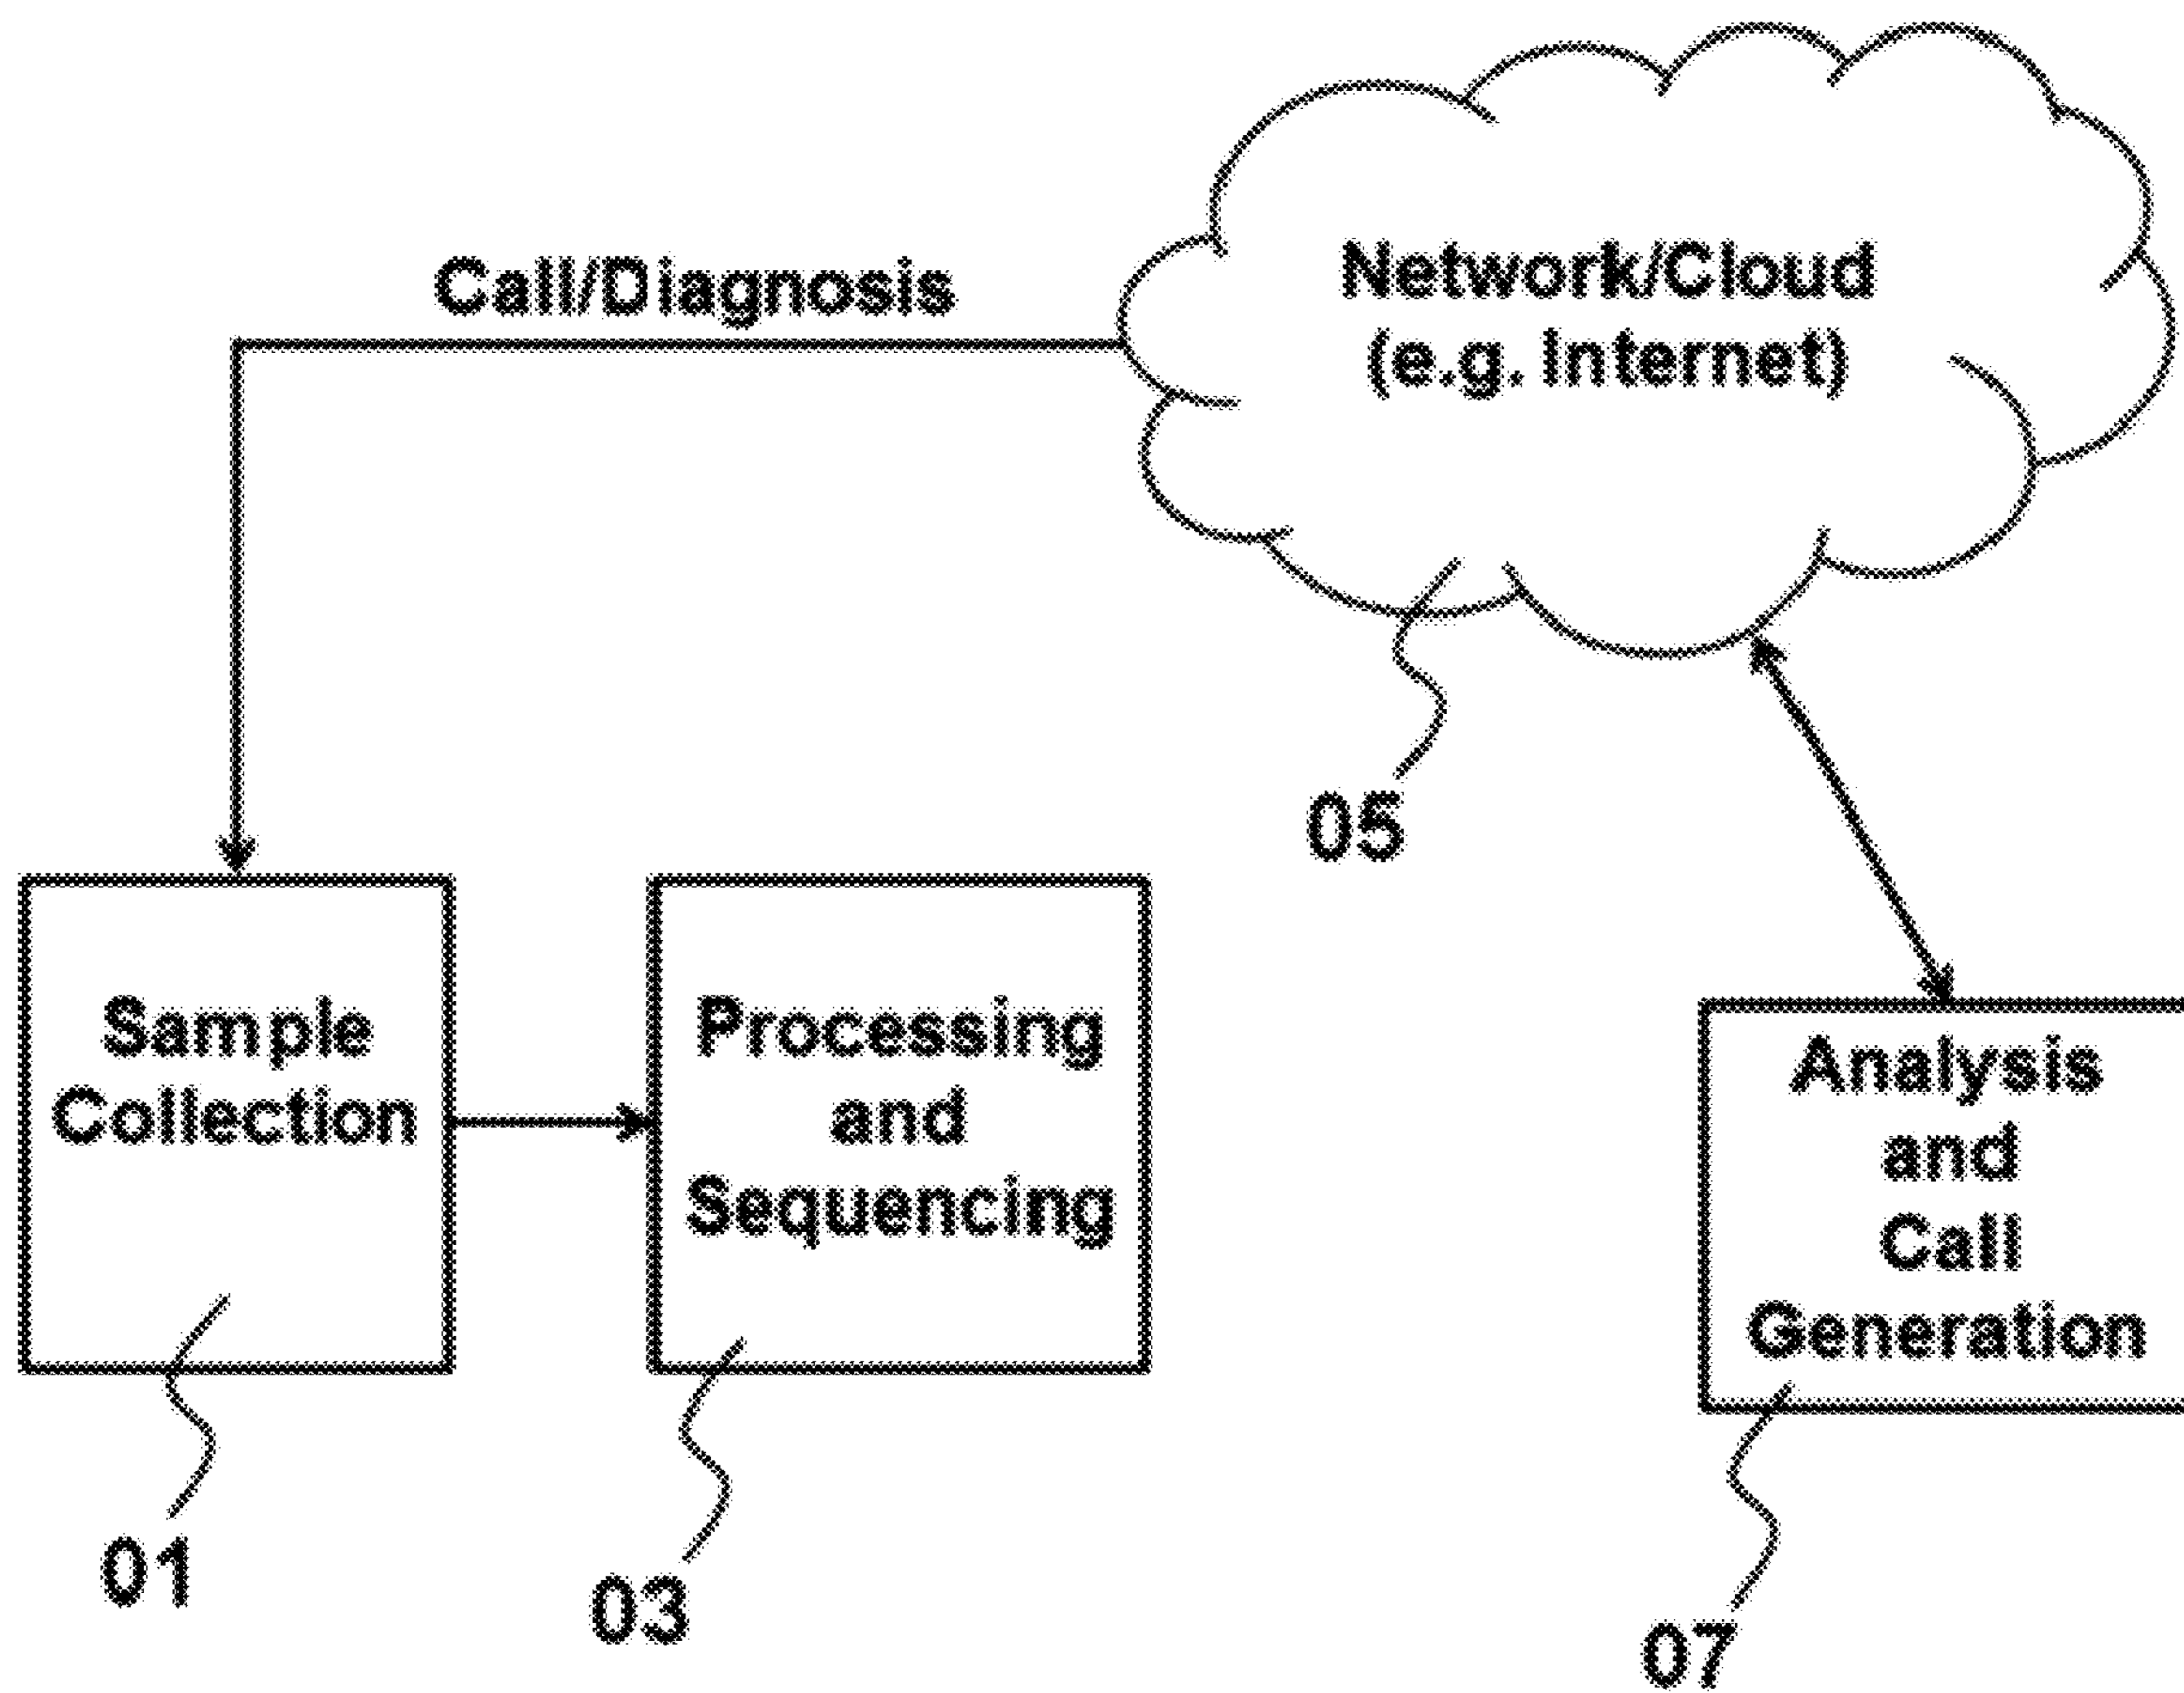 Network/Cloud
(e.g. Internet)
Call/Diagnosis
05
Sample
Collection
Processing
and
Sequencing
Analysis
and
Call
Generation
01
03
07